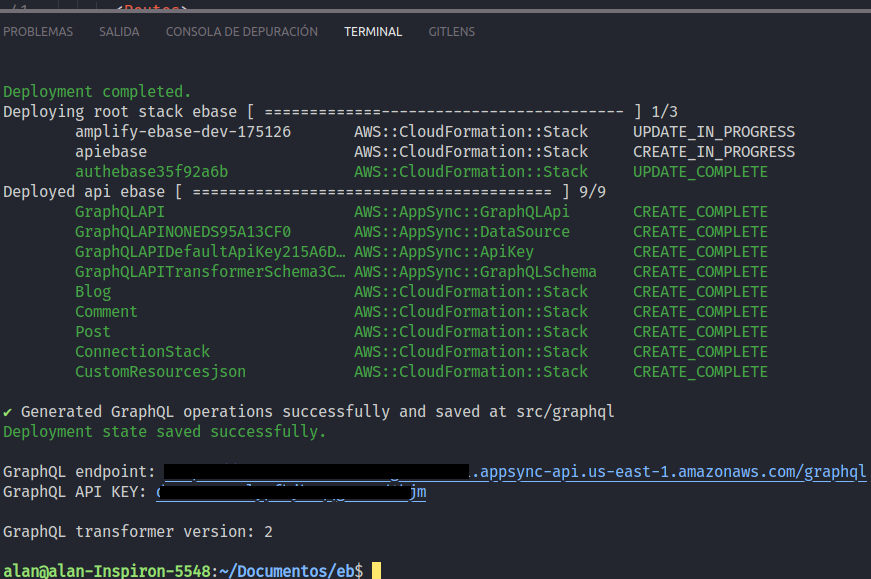 <Routes>
PROBLEMAS SALIDA CONSOLA DE DEPURACIÓN TERMINAL GITLENS
Deployment completed.
Deploying root stack ebase [ =============--------------------------- ] 1/3
amplify-ebase-dev-175126 AWS::CloudFormation::Stack UPDATE_IN_PROGRESS
apiebase AWS::CloudFormation::Stack CREATE_IN_PROGRESS
authebase35f92a6b AWS::CloudFormation::Stack UPDATE_COMPLETE
Deployed api ebase [ ======================================== ] 9/9
GraphQLAPI AWS::AppSync::GraphQLApi CREATE_COMPLETE
GraphQLAPINONEDS95A13CF0 AWS::AppSync::DataSource CREATE_COMPLETE
GraphQLAPIDefaultApiKey215A6D… AWS::AppSync::ApiKey CREATE_COMPLETE
GraphQLAPITransformerSchema3C… AWS::AppSync::GraphQLSchema CREATE_COMPLETE
Blog AWS::CloudFormation::Stack CREATE_COMPLETE
Comment AWS::CloudFormation::Stack CREATE_COMPLETE
Post AWS::CloudFormation::Stack CREATE_COMPLETE
ConnectionStack AWS::CloudFormation::Stack CREATE_COMPLETE
CustomResourcesjson AWS::CloudFormation::Stack CREATE_COMPLETE
✔ Generated GraphQL operations successfully and saved at src/graphql
Deployment state saved successfully.
GraphQL endpoint: .appsync-api.us-east-1.amazonaws.com/graphql
GraphQL API KEY: jm
GraphQL transformer version: 2
alan@alan-Inspiron-5548:~/Documentos/eb$